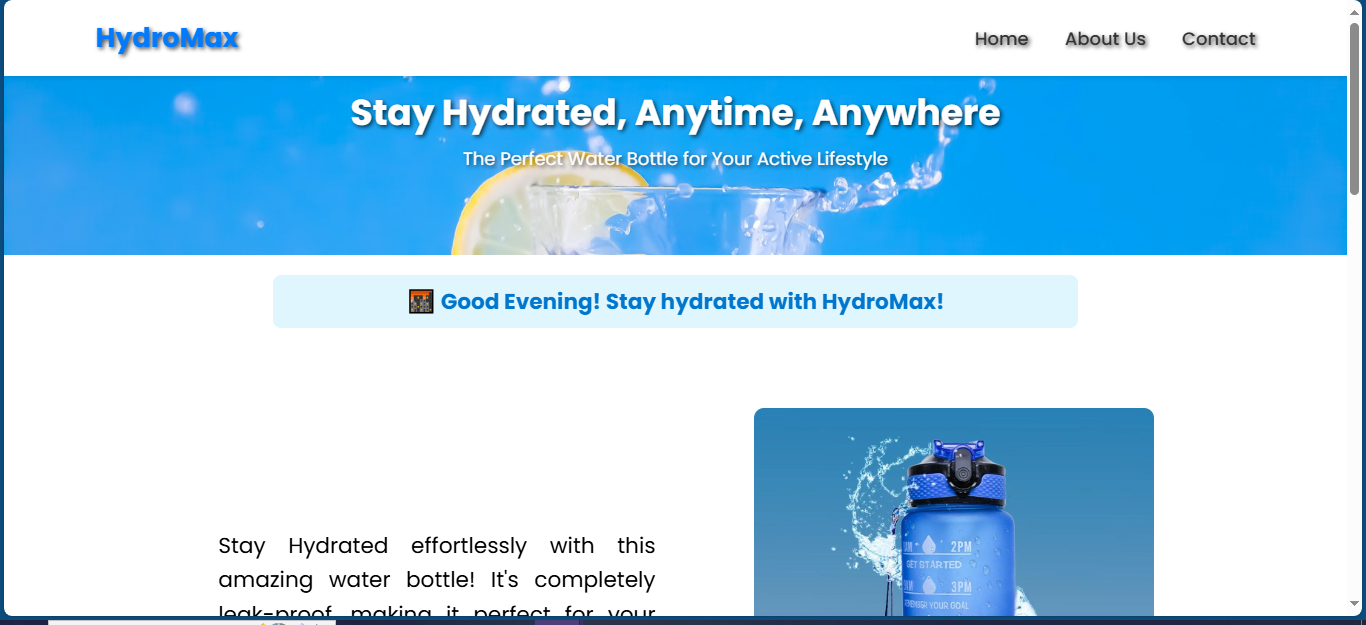 HydroMax
Home About Us Contact
Stay Hydrated, Anytime, Anywhere
The Perfect Water Bottle for Your Active Lifestyle
Good Evening! Stay hydrated with HydroMax!
Stay Hydrated effortlessly with this
amazing water bottle! It's completely
leak-proof, making it perfect for your
2PM
GET STARTED
3PM
REMEMBER YOUR GOAL